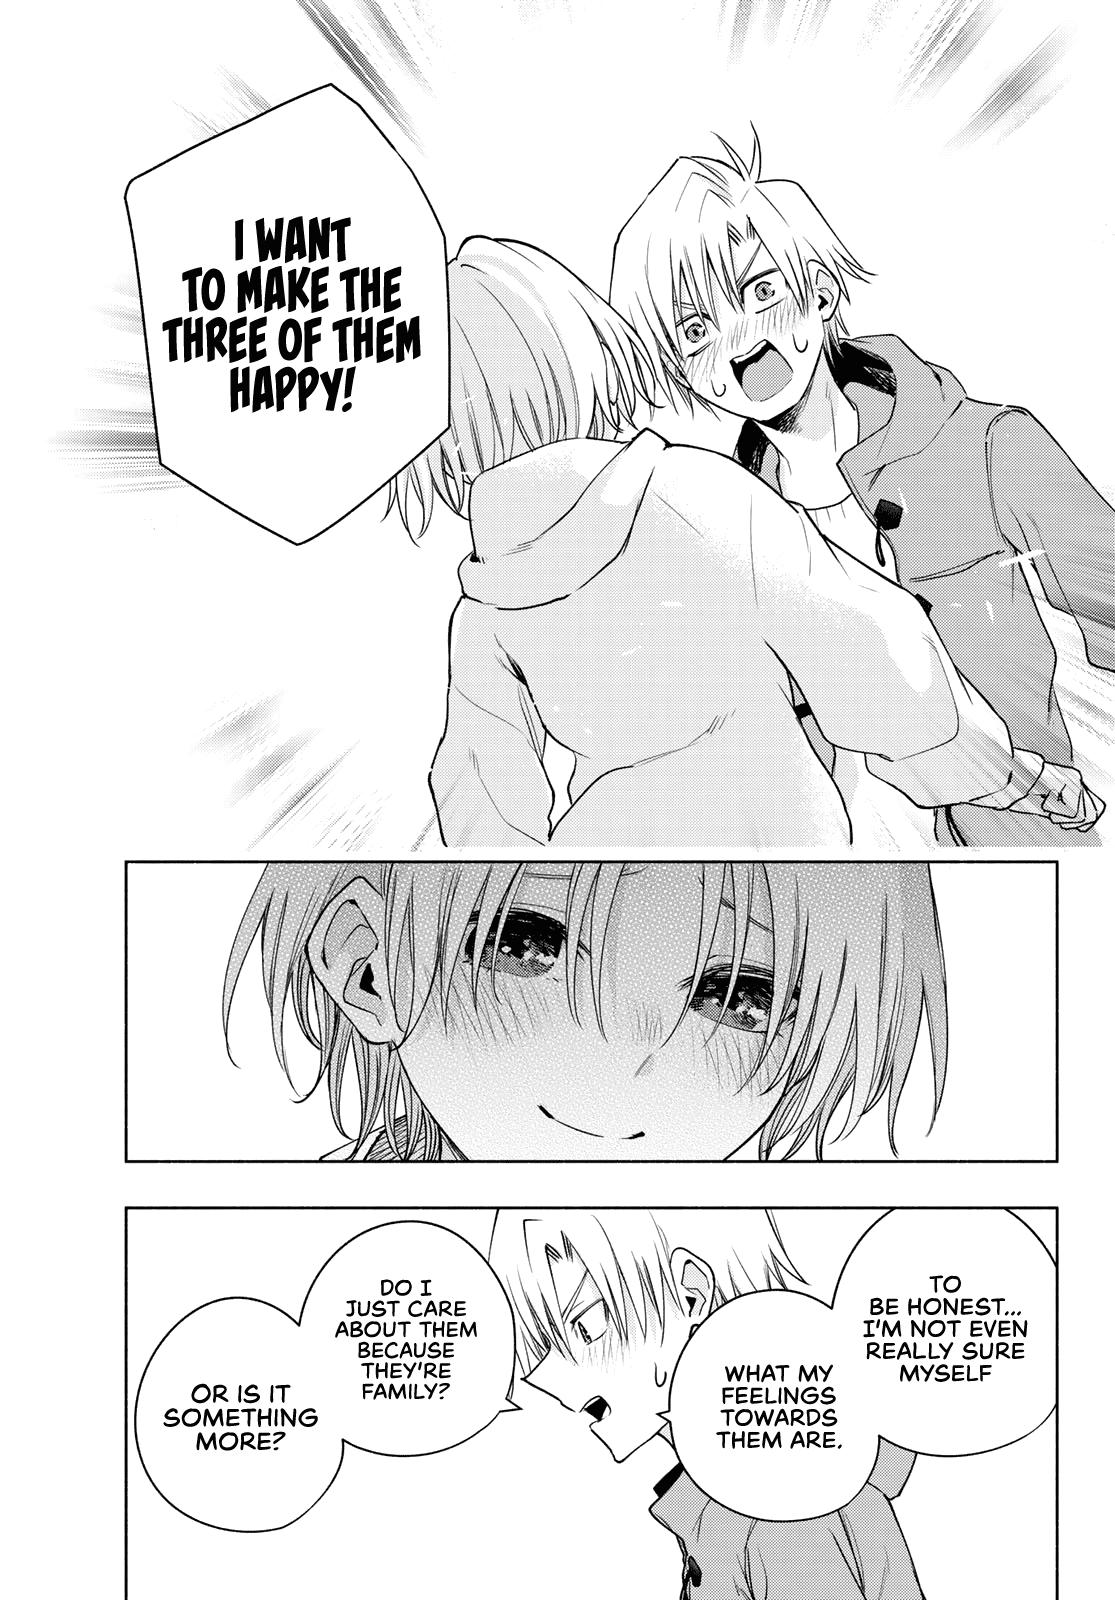 I WANT
TO MAKE THE
THREE OF THEM
HAPPY!
TO
BE HONEST...
I'M NOT EVEN
REALLY SURE
MYSELF
WHAT MY
FEELINGS
TOWARDS
THEM ARE.
DO I
JUST CARE
ABOUT THEM
BECAUSE
THEY'RE
FAMILY?
OR IS IT
SOMETHING
MORE?